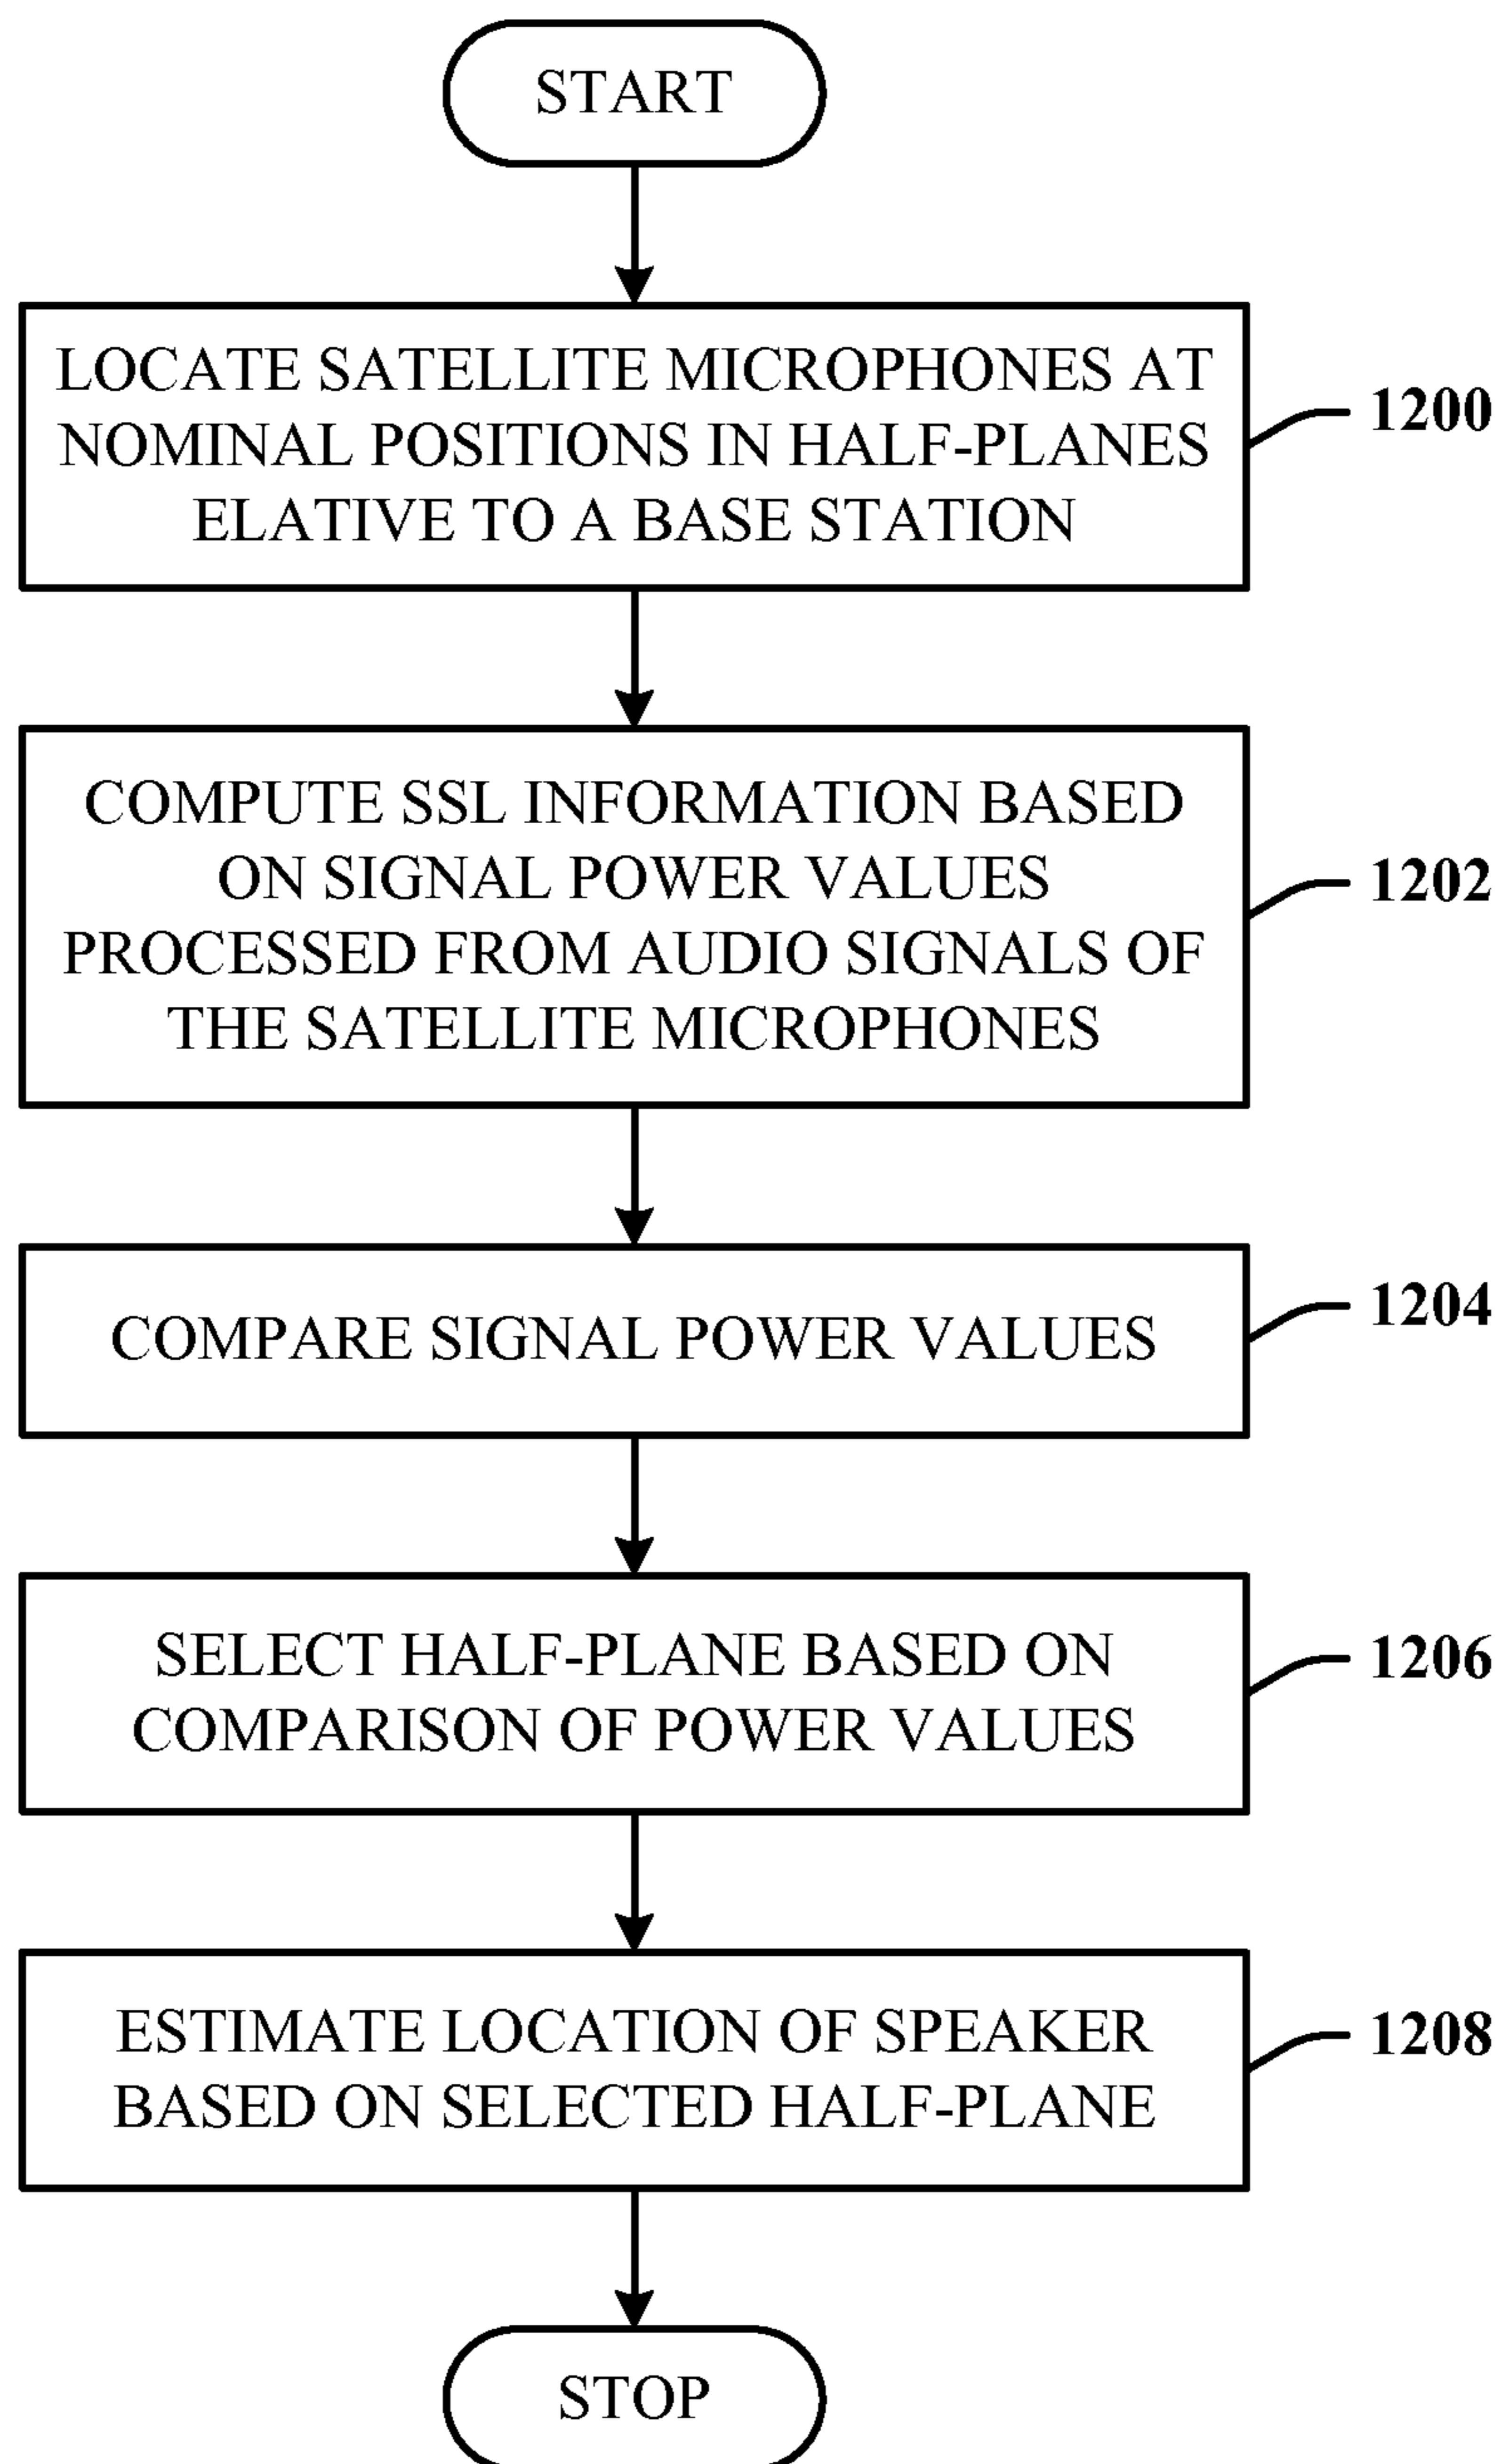 START
LOCATE SATELLITE MICROPHONES AT
NOMINAL POSITIONS IN HALF-PLANES
ELATIVE TO A BASE STATION
1200
COMPUTE SSL INFORMATION BASED
ON SIGNAL POWER VALUES
PROCESSED FROM AUDIO SIGNALS OF
THE SATELLITE MICROPHONES
1202
COMPARE SIGNAL POWER VALUES
1204
SELECT HALF-PLANE BASED ON
COMPARISON OF POWER VALUES
1206
ESTIMATE LOCATION OF SPEAKER
BASED ON SELECTED HALF-PLANE
1208
STOP